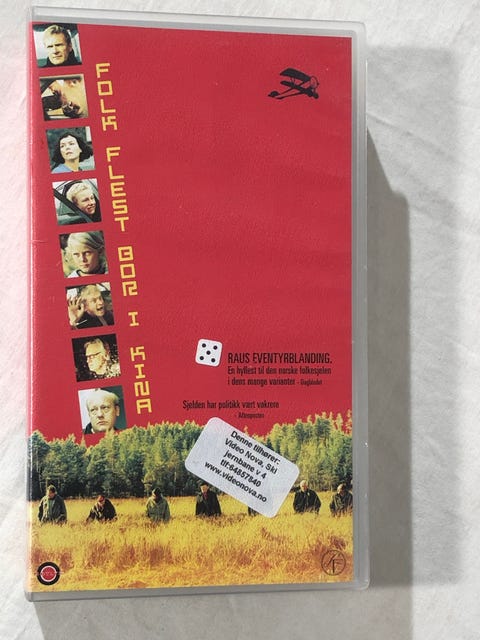 FOLK FLEST BOR I KINA
RAUS EVENTYRBLANDING.
En hyllest til den norske folkesjelen
i dens mange varianter - Dagbladet
Sjelden har politikk vært vakrere
- Aftenposten
Denne tilhører:
Video Nova, Ski
jernbane v 4
tlf:64857640
www.videonova.no